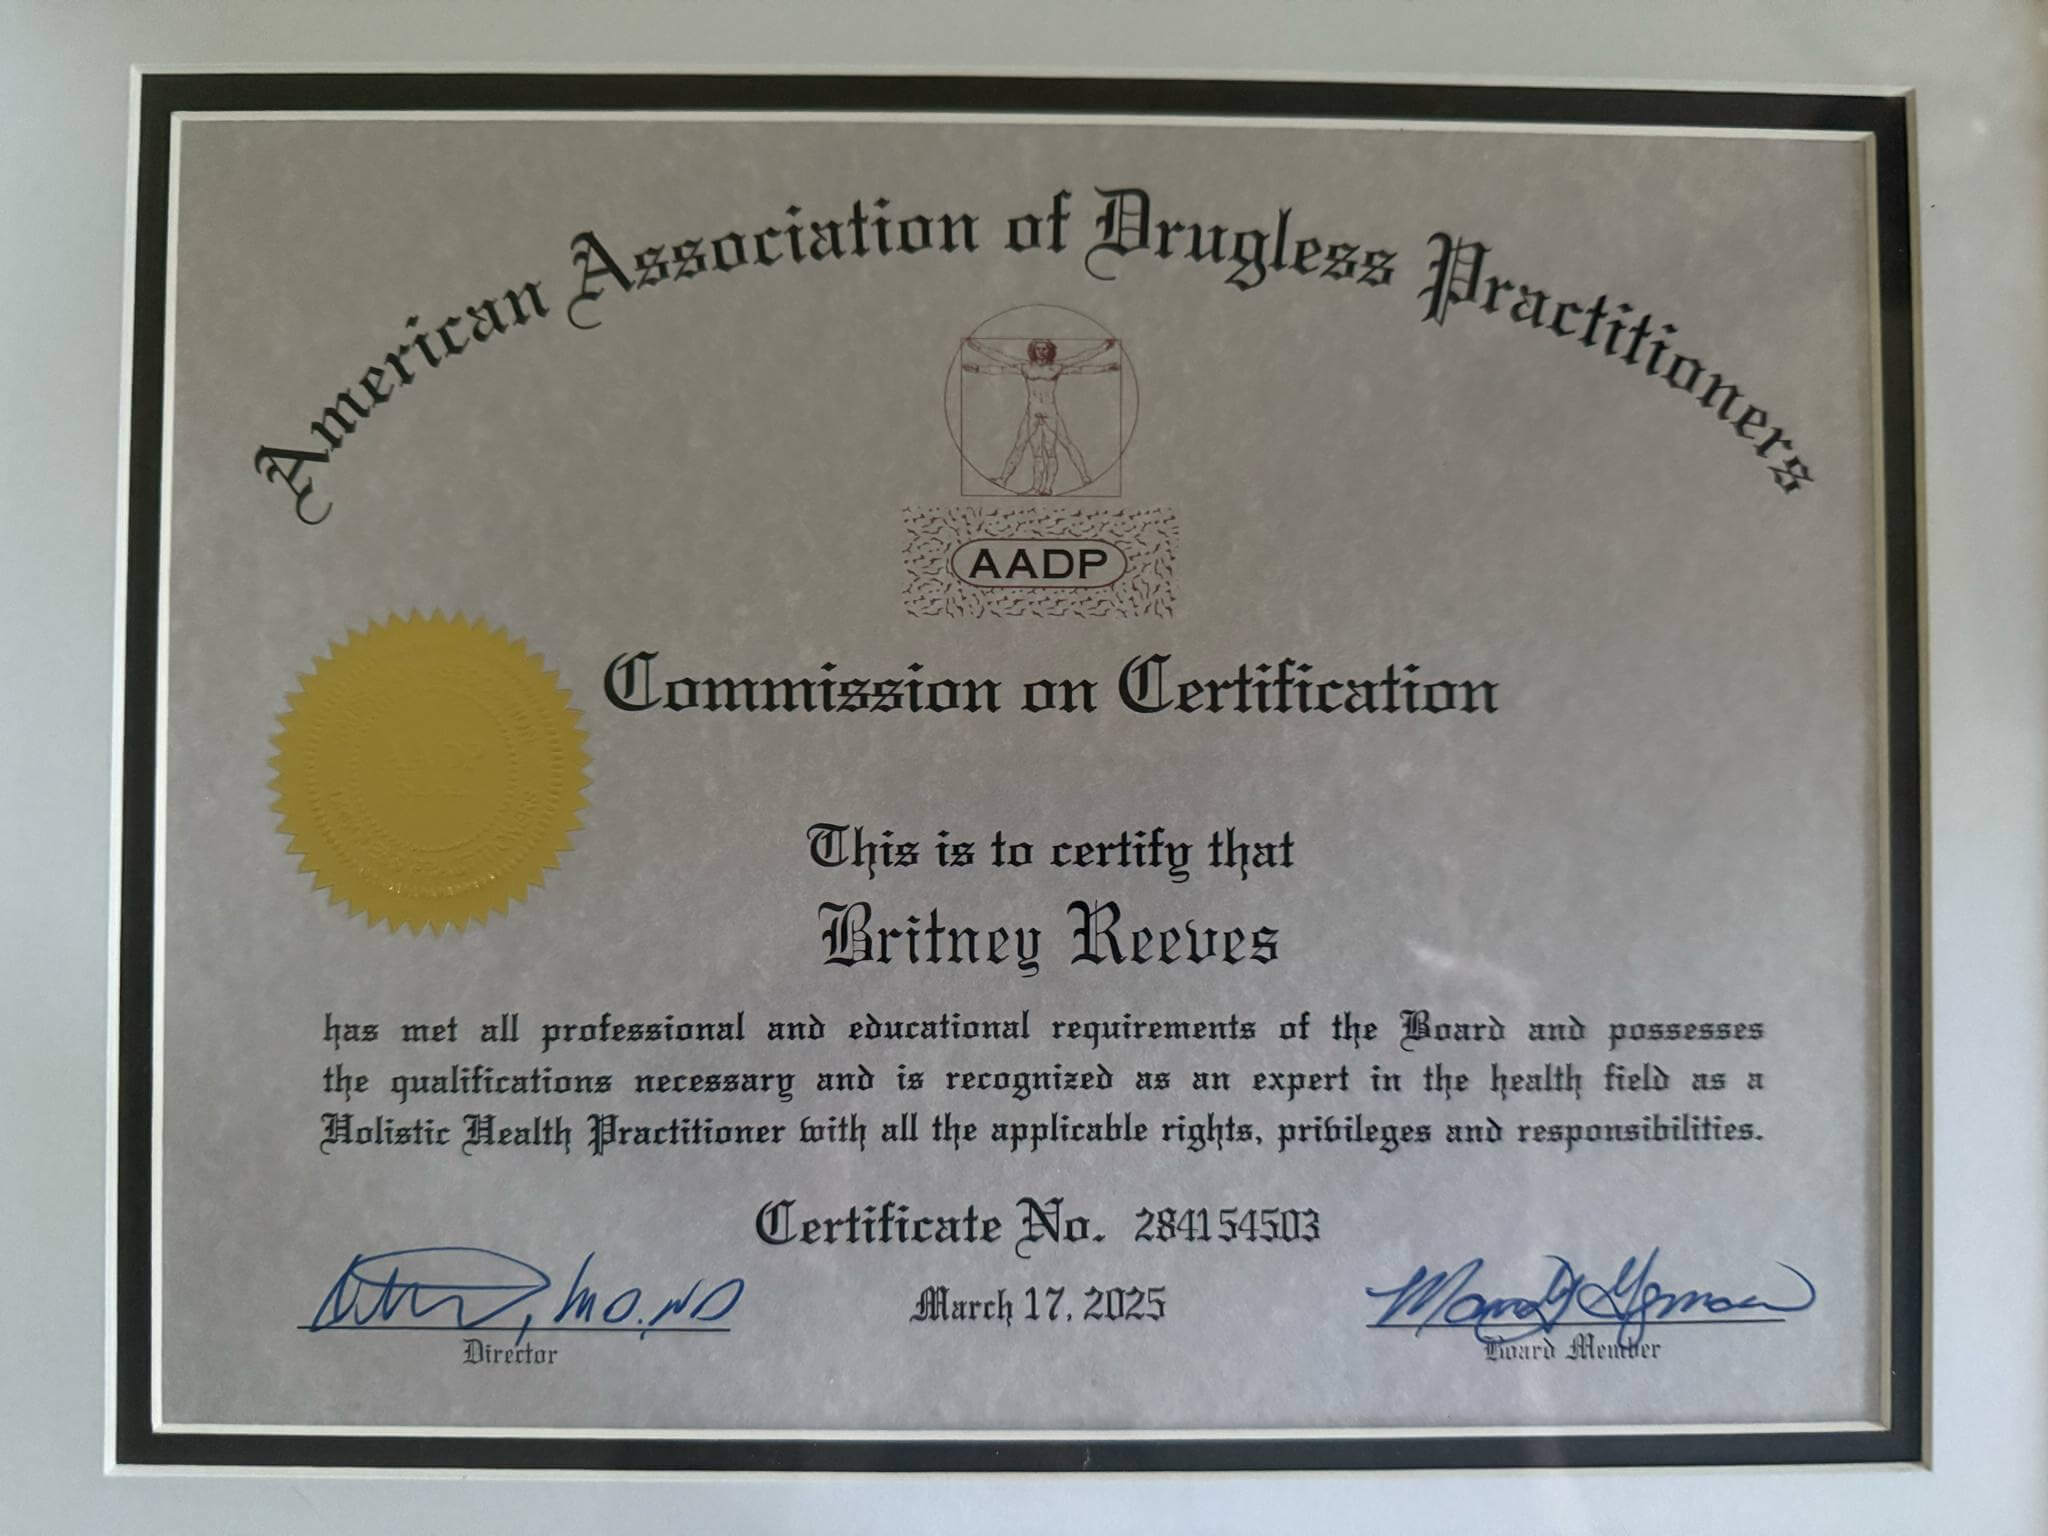 American Association of Drugless Practitioners
AADP
Commission on Certification
This is to certify that
Britney Reeves
has met all professional and educational requirements of the Board and possesses
the qualifications necessary and is recognized as an expert in the health field as a
Holistic Health Practitioner with all the applicable rights, privileges and responsibilities.
Certificate No. 284154503
March 17, 2025
, MD, ND
Director
Board Member